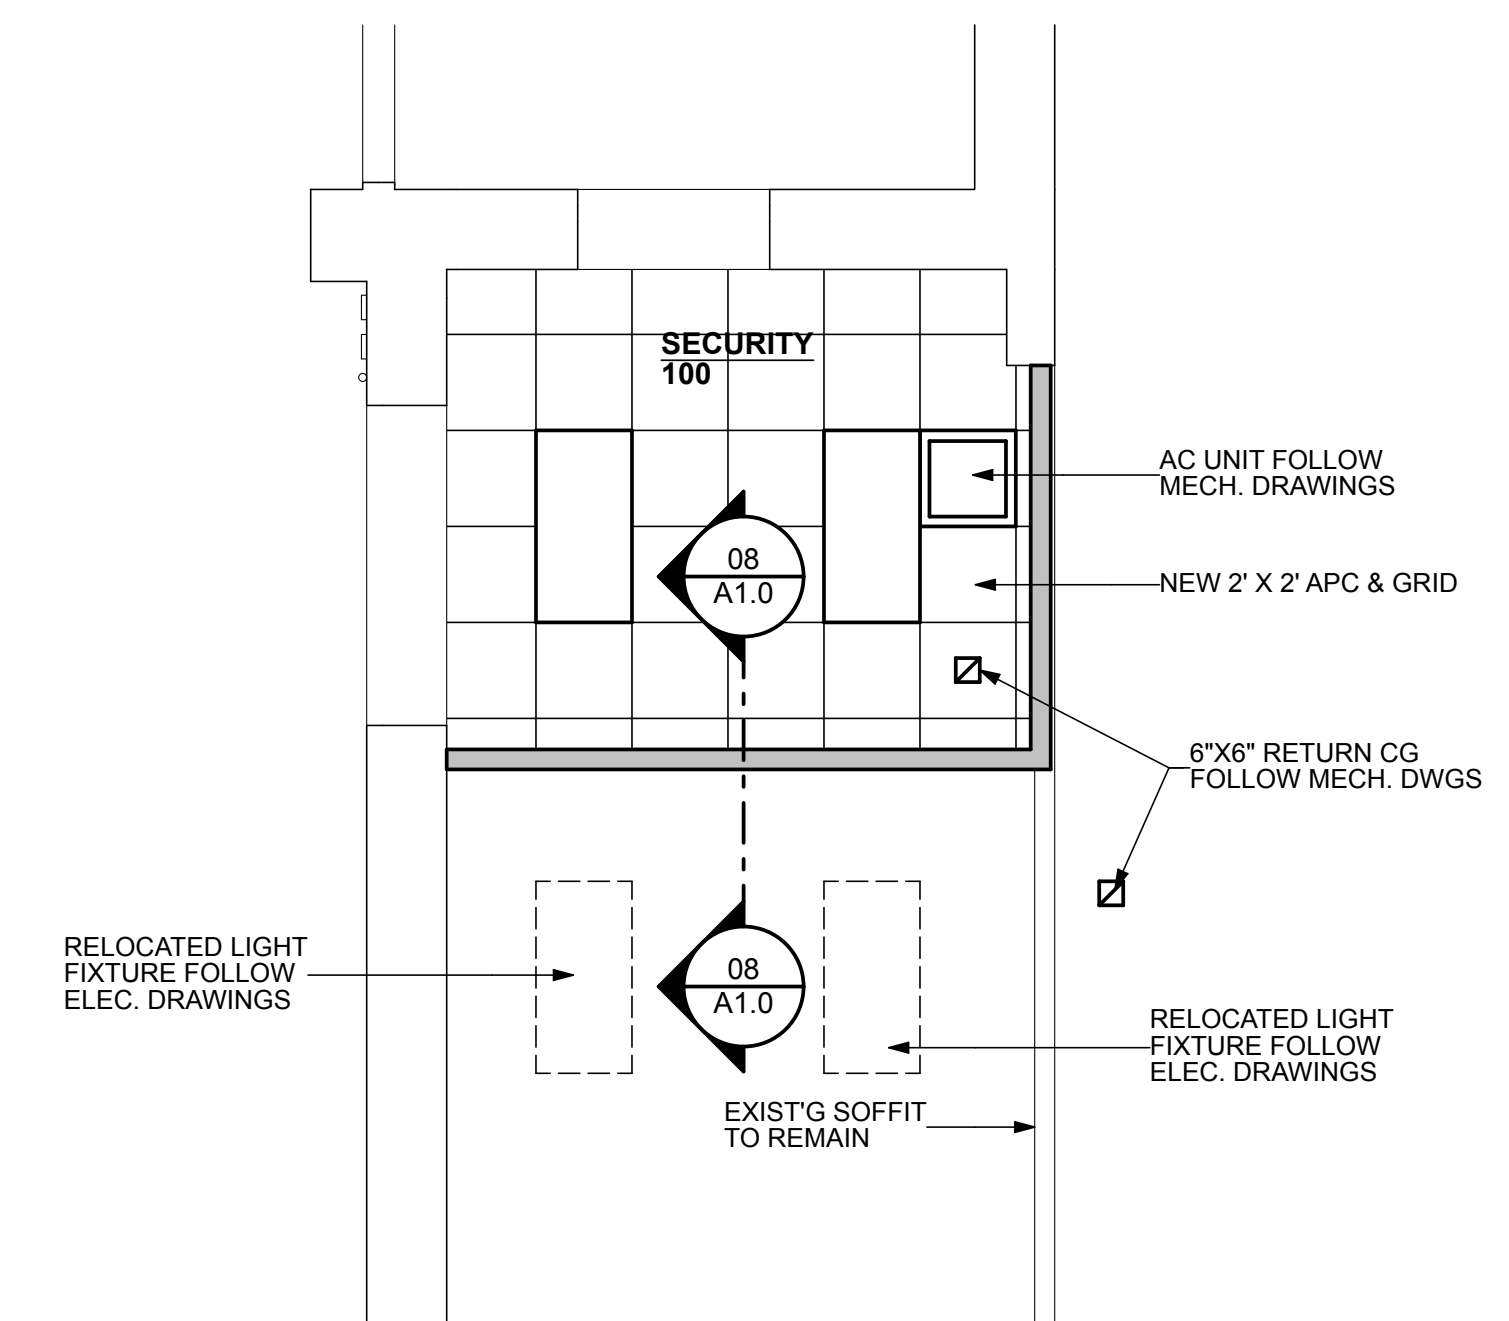 SECURITY
100
AC UNIT FOLLOW
MECH. DRAWINGS
08
A1.0
NEW 2' X 2' APC & GRID
6"X6" RETURN CG
FOLLOW MECH. DWGS
RELOCATED LIGHT
FIXTURE FOLLOW
ELEC. DRAWINGS
08
A1.0
RELOCATED LIGHT
FIXTURE FOLLOW
ELEC. DRAWINGS
EXIST'G SOFFIT
TO REMAIN